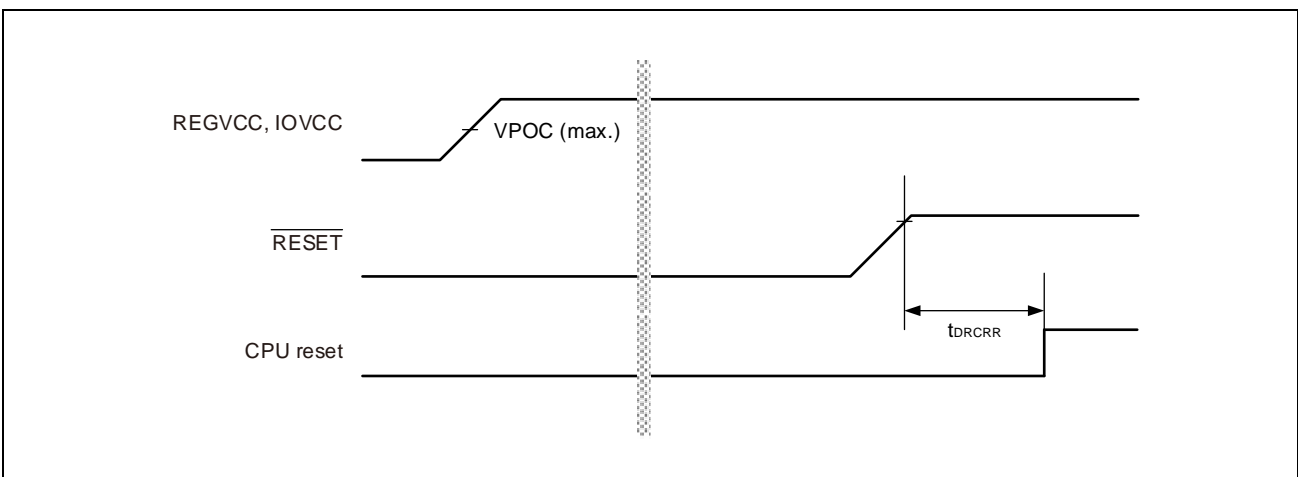 REGVCC, IOVCC
VPOC (max.)
RESET
tDRCRR
CPU reset